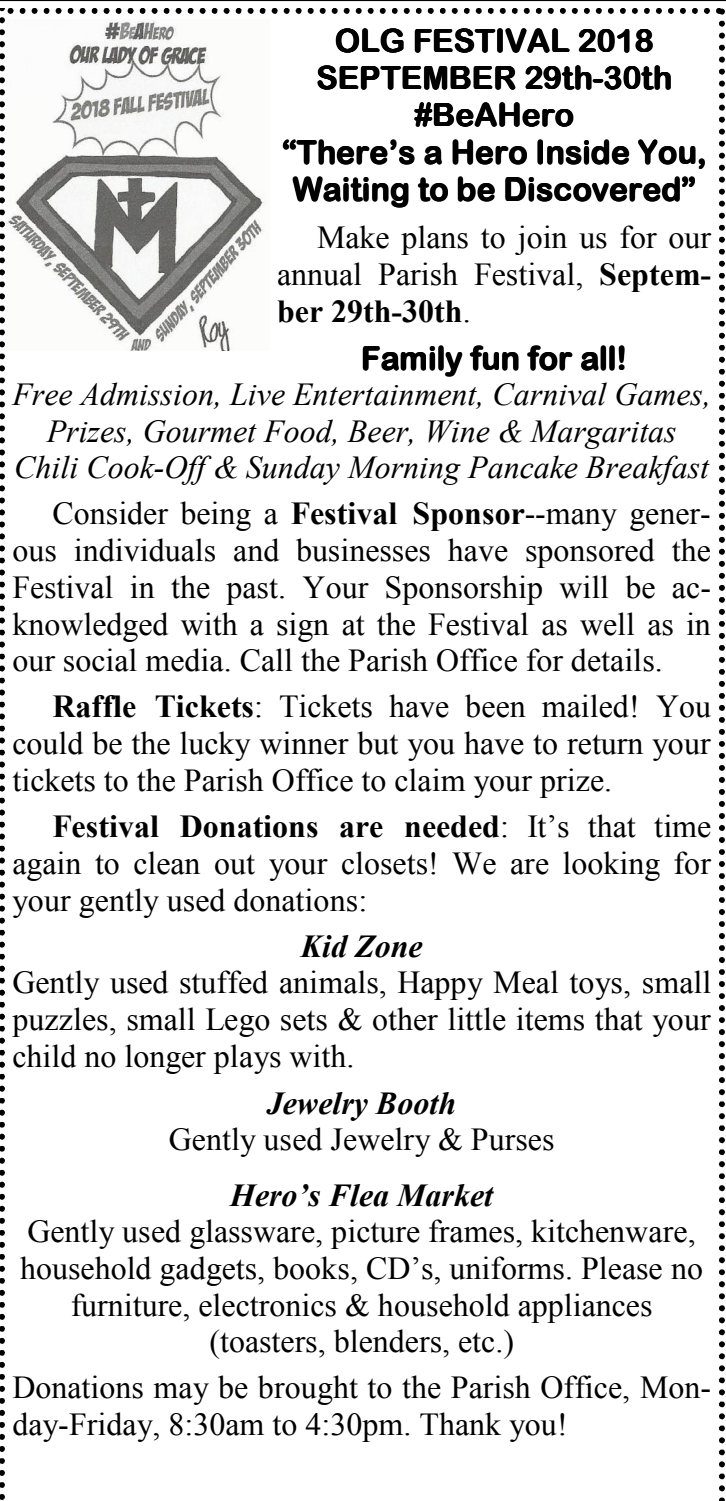 #BeAHero
OUR LADY OF GRACE
2018 FALL FESTIVAL
M
SATURDAY, SEPTEMBER 29TH
AND
SUNDAY, SEPTEMBER 30TH
Roy
OLG FESTIVAL 2018
SEPTEMBER 29th-30th
#BeAHero
“There’s a Hero Inside You,
Waiting to be Discovered”
Make plans to join us for our
annual Parish Festival, Septem-
ber 29th-30th.
Family fun for all!
Free Admission, Live Entertainment, Carnival Games,
Prizes, Gourmet Food, Beer, Wine & Margaritas
Chili Cook-Off & Sunday Morning Pancake Breakfast
Consider being a Festival Sponsor--many gener-
ous individuals and businesses have sponsored the
Festival in the past. Your Sponsorship will be ac-
knowledged with a sign at the Festival as well as in
our social media. Call the Parish Office for details.
Raffle Tickets: Tickets have been mailed! You
could be the lucky winner but you have to return your
tickets to the Parish Office to claim your prize.
Festival Donations are needed: It’s that time
again to clean out your closets! We are looking for
your gently used donations:
Kid Zone
Gently used stuffed animals, Happy Meal toys, small
puzzles, small Lego sets & other little items that your
child no longer plays with.
Jewelry Booth
Gently used Jewelry & Purses
Hero’s Flea Market
Gently used glassware, picture frames, kitchenware,
household gadgets, books, CD’s, uniforms. Please no
furniture, electronics & household appliances
(toasters, blenders, etc.)
Donations may be brought to the Parish Office, Mon-
day-Friday, 8:30am to 4:30pm. Thank you!